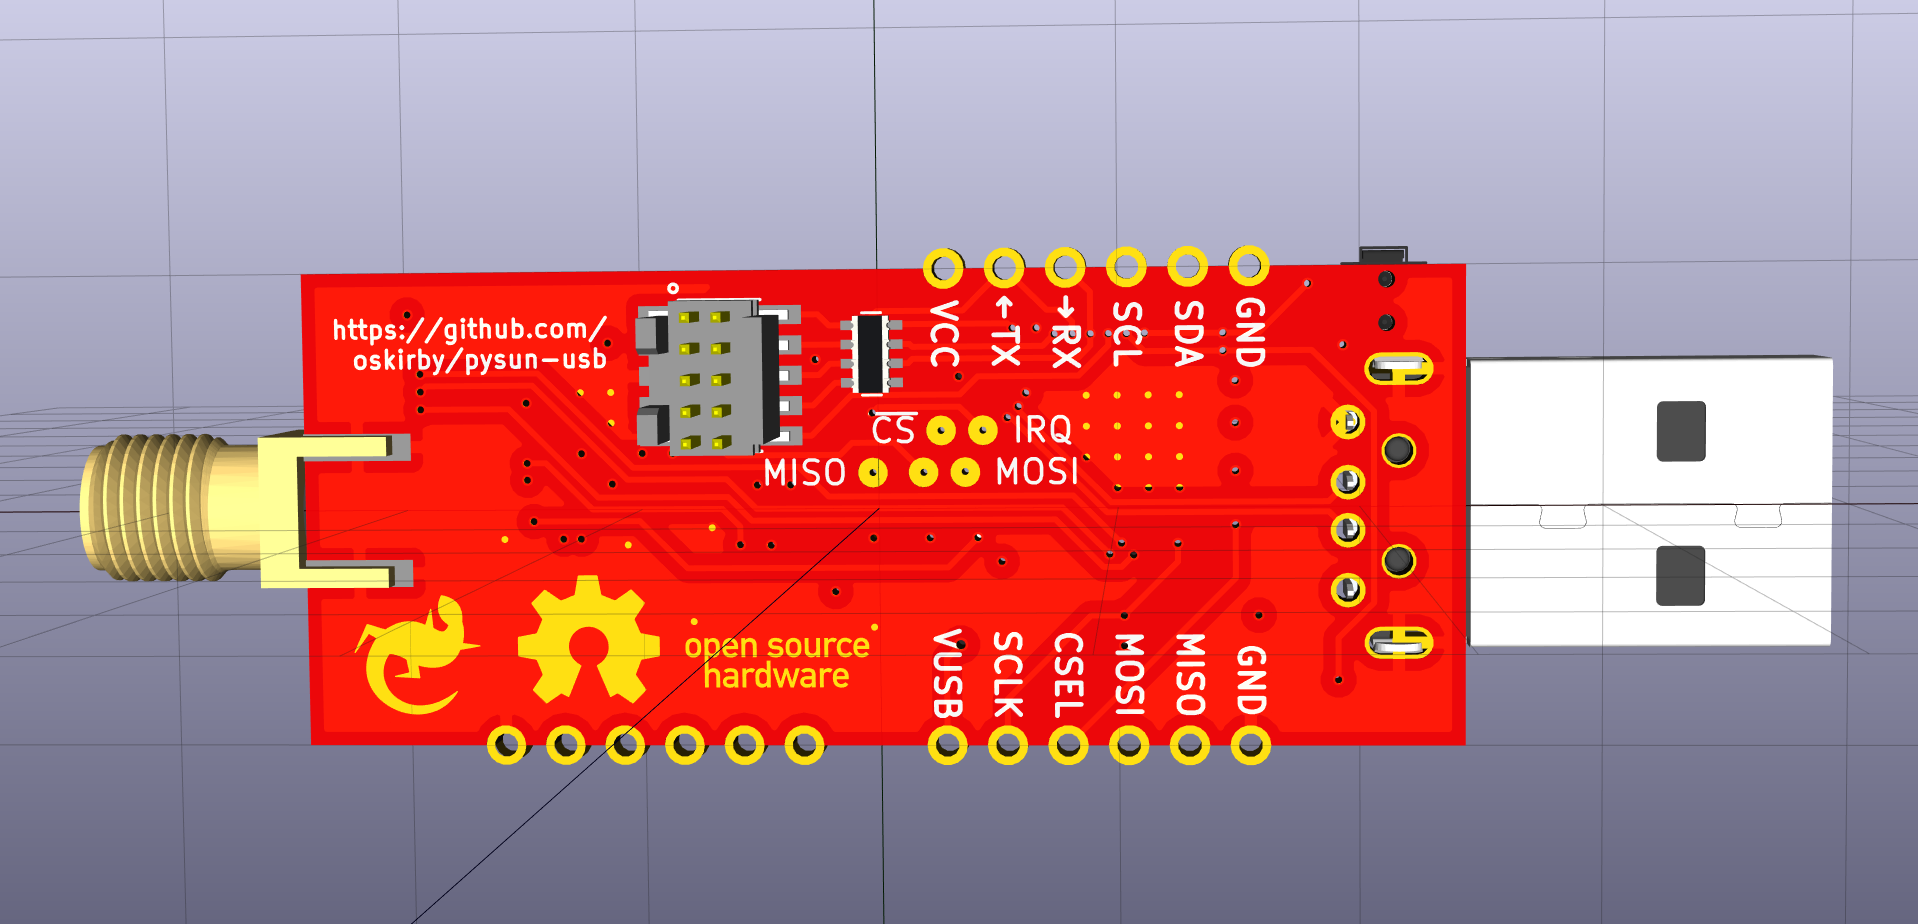 https://github.com/
oskirby/pysun-usb
VCC
↑TX
↓RX
SCL
SDA
GND
CS IRQ
MISO MOSI
open source
hardware
VUSB
SCLK
CSEL
MOSI
MISO
GND